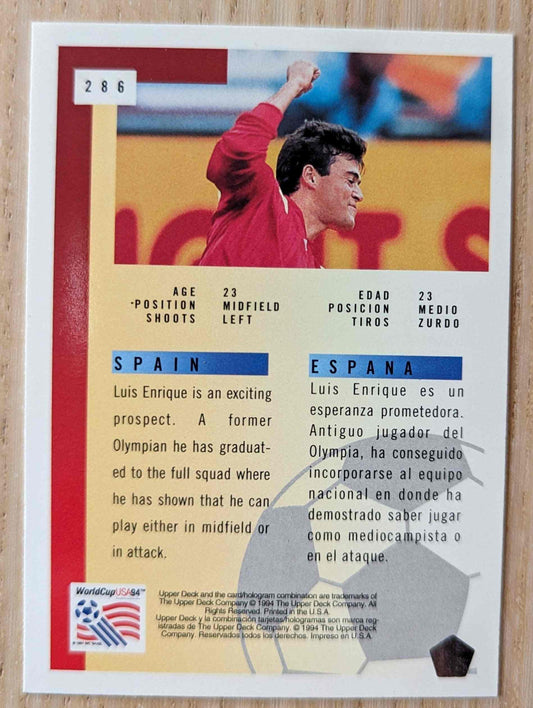 286
AGE 23
POSITION MIDFIELD
SHOOTS LEFT
EDAD 23
POSICION MEDIO
TIROS ZURDO
SPAIN
Luis Enrique is an exciting
prospect. A former
Olympian he has graduat-
ed to the full squad where
he has shown that he can
play either in midfield or
in attack.
ESPANA
Luis Enrique es un
esperanza prometedora.
Antiguo jugador del
Olympia, ha conseguido
incorporarse al equipo
nacional en donde ha
demostrado saber jugar
como mediocampista o
en el ataque.
WorldCupUSA94™
Upper Deck and the card/hologram combination are trademarks of
The Upper Deck Company © 1994 The Upper Deck Company. All
Rights Reserved. Printed in the U.S.A.
Upper Deck y la combinación tarjetas/hologramas son marca regi-
stradas de The Upper Deck Company. © 1994 The Upper Deck
Company. Reservados todos los derechos. Impreso en U.S.A.